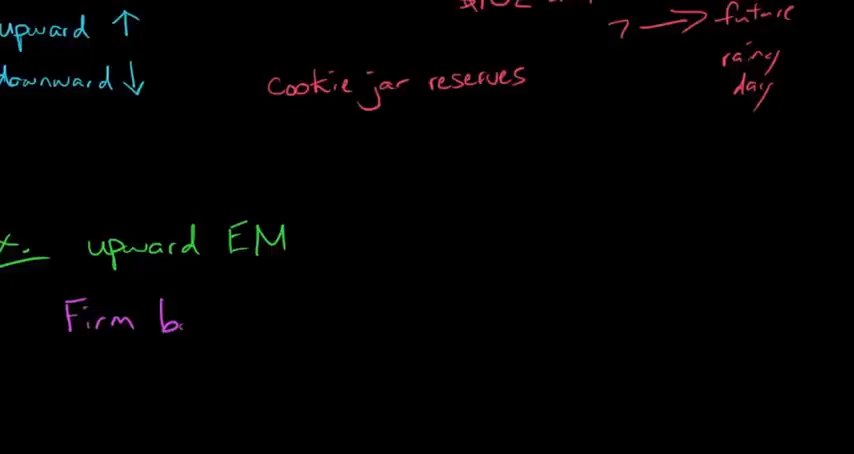 upward ↑
→ future
rainy
day
downward ↓
cookie jar reserves
upward EM
Firm b